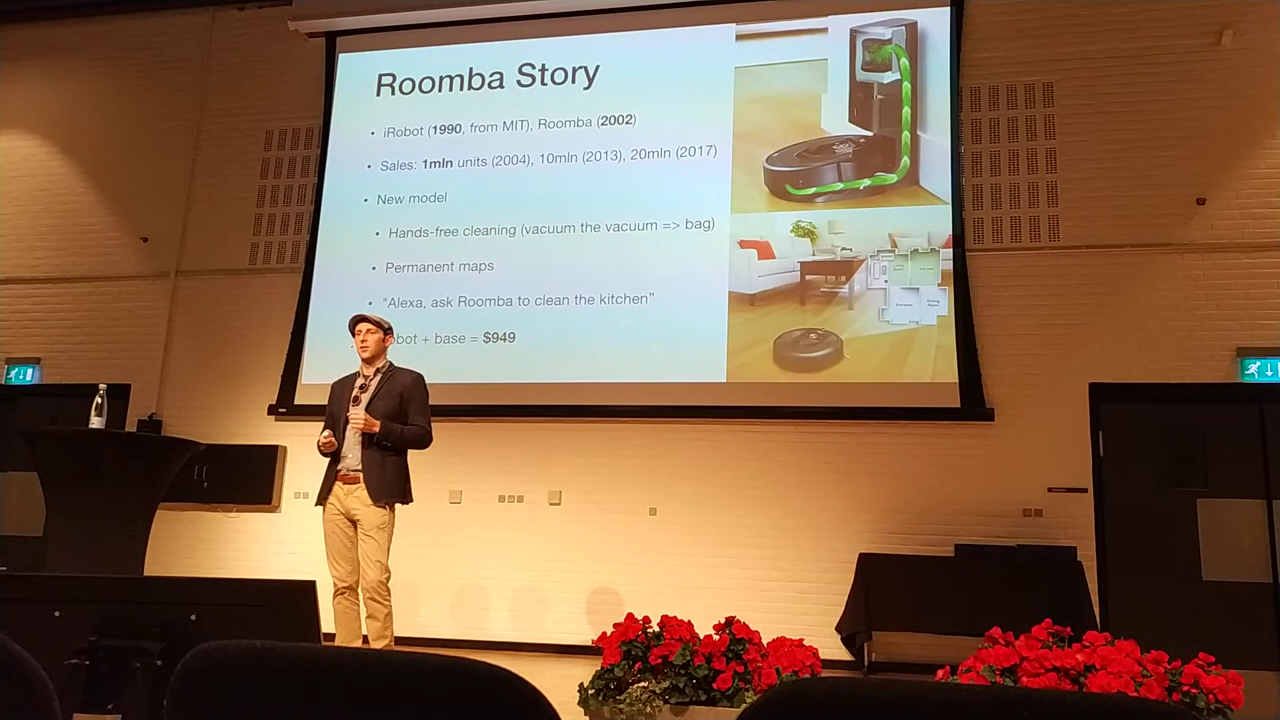 Roomba Story
• iRobot (1990, from MIT), Roomba (2002)
• Sales: 1mln units (2004), 10mln (2013), 20mln (2017)
• New model
• Hands-free cleaning (vacuum the vacuum => bag)
• Permanent maps
• "Alexa, ask Roomba to clean the kitchen"
bot + base = $949